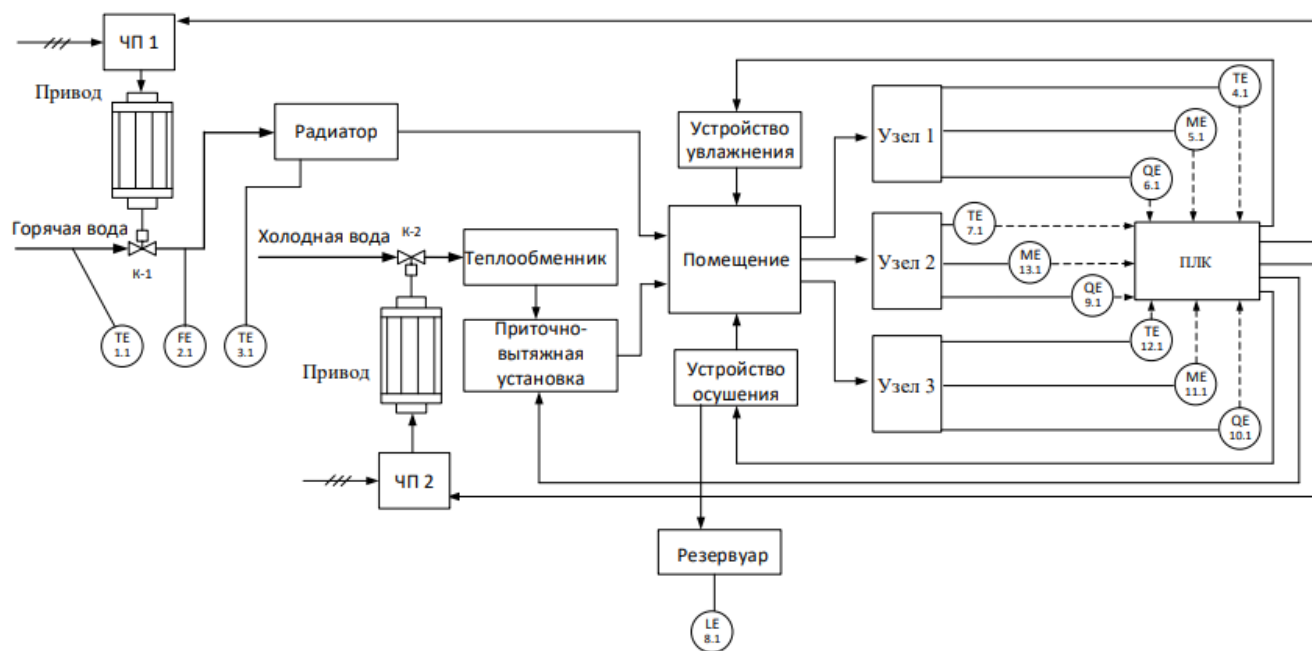 ЧП 1
Привод
Горячая вода
К-1
TE
1.1
FE
2.1
TE
3.1
Радиатор
Холодная вода
К-2
Привод
ЧП 2
Теплообменник
Приточно-
вытяжная
установка
Устройство
увлажнения
Помещение
Устройство
осушения
Резервуар
LE
8.1
Узел 1
Узел 2
Узел 3
TE
4.1
ME
5.1
QE
6.1
TE
7.1
ME
13.1
QE
9.1
TE
12.1
ME
11.1
QE
10.1
ПЛК